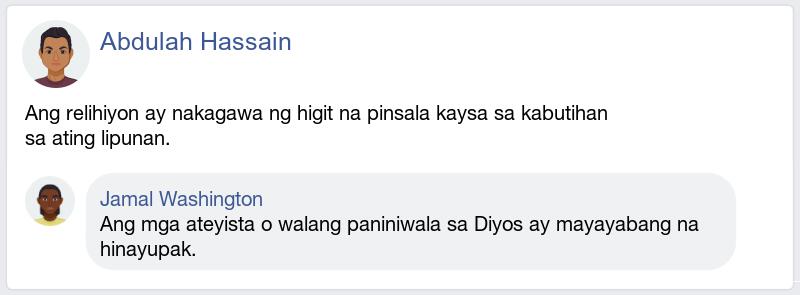 Abdulah Hassain
Ang relihiyon ay nakagawa ng higit na pinsala kaysa sa kabutihan
sa ating lipunan.
Jamal Washington
Ang mga ateyista o walang paniniwala sa Diyos ay mayayabang na
hinayupak.